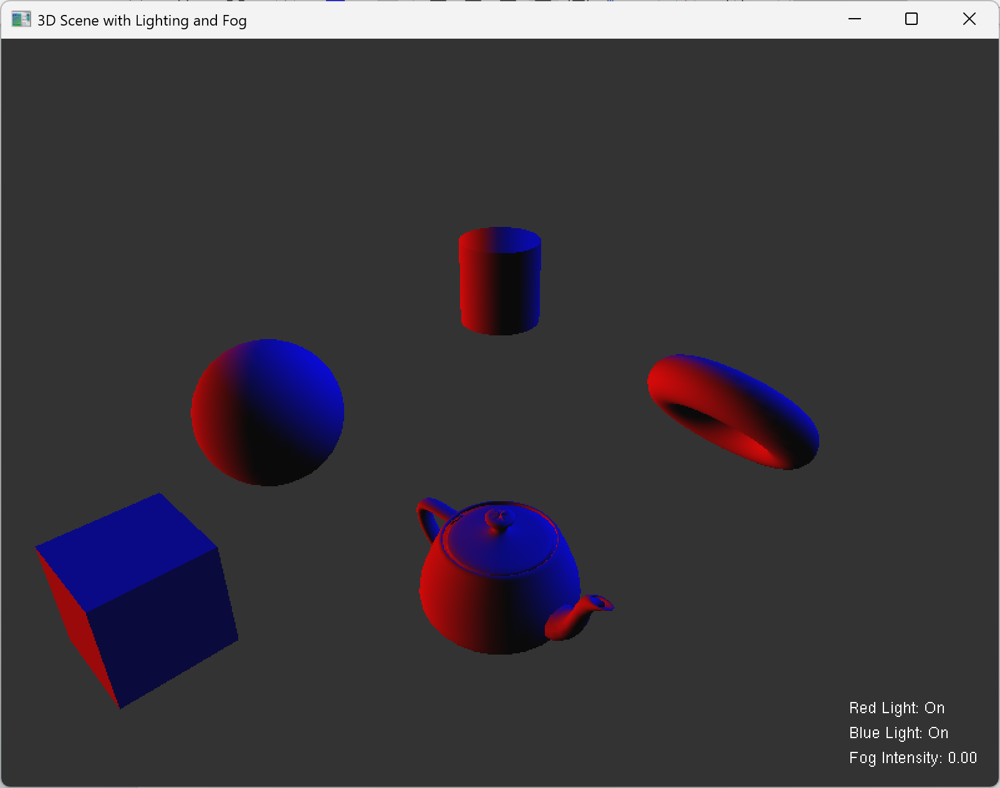 3D Scene with Lighting and Fog
Red Light: On
Blue Light: On
Fog Intensity: 0.00